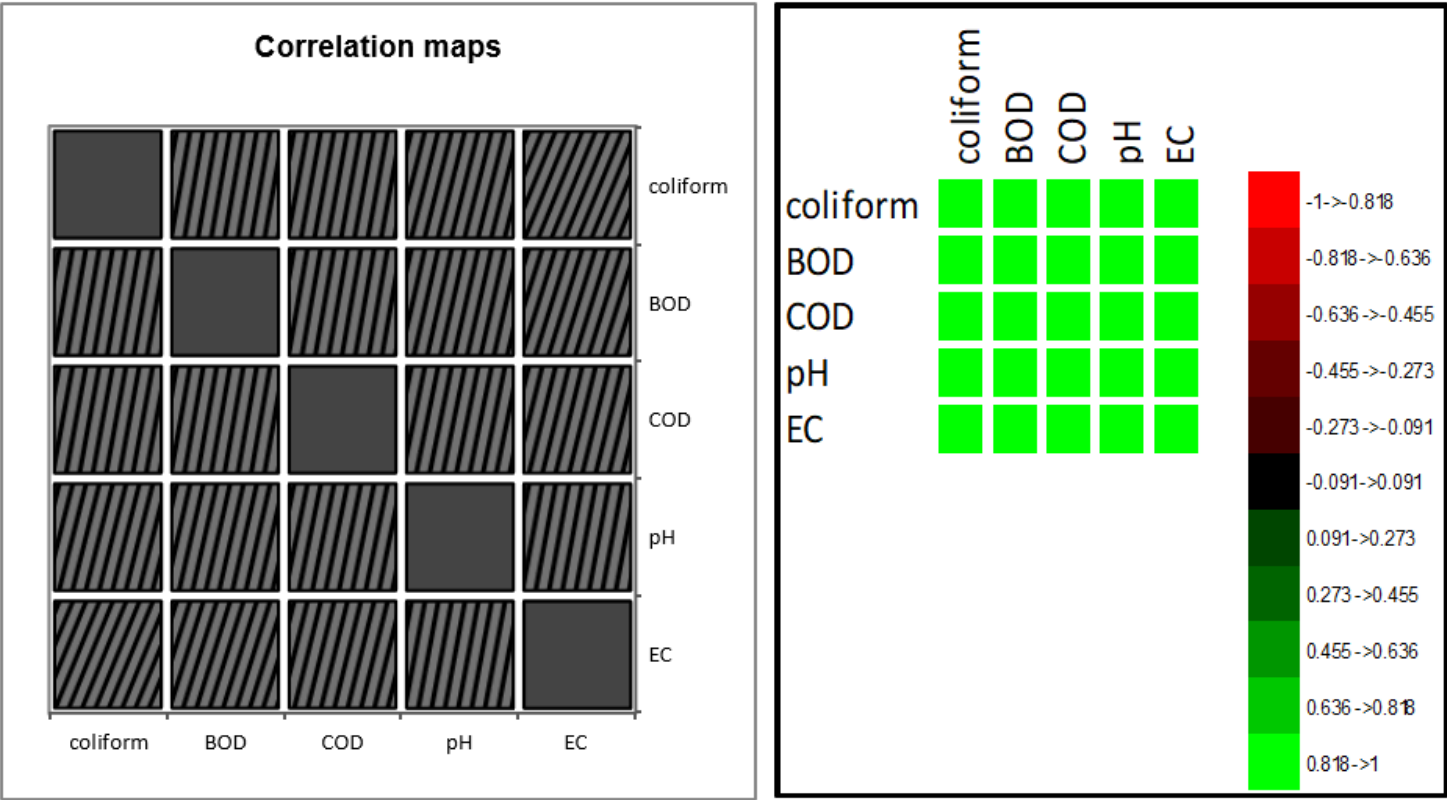 Correlation maps
coliform
BOD
COD
pH
EC
coliform BOD COD pH EC
coliform BOD COD pH EC
coliform
BOD
COD
pH
EC
-1->-0.818
-0.818->-0.636
-0.636->-0.455
-0.455->-0.273
-0.273->-0.091
-0.091->0.091
0.091->0.273
0.273->0.455
0.455->0.636
0.636->0.818
0.818->1